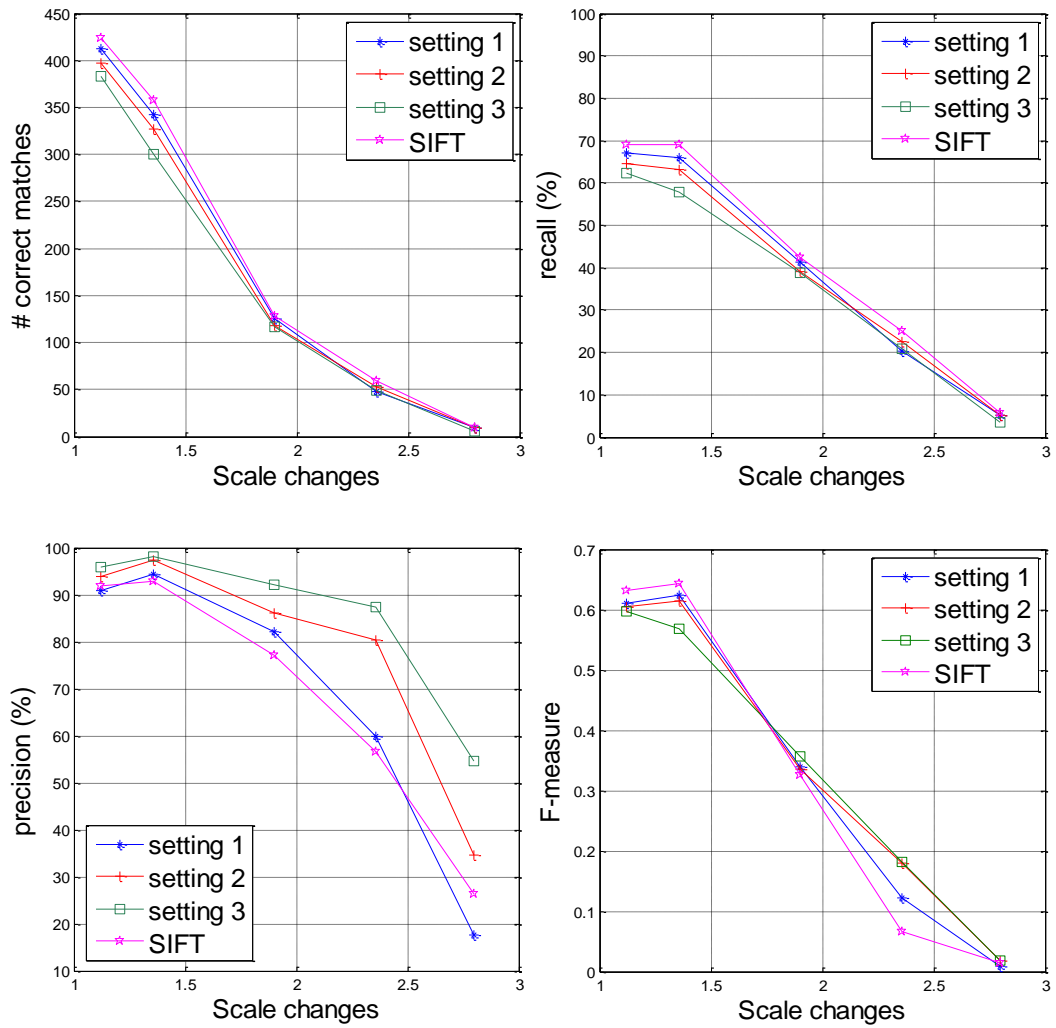 450
400
350
300
250
200
150
100
50
0
# correct matches
setting 1
setting 2
setting 3
SIFT
1 1.5 2 2.5 3
Scale changes
100
90
80
70
60
50
40
30
20
10
0
recall (%)
setting 1
setting 2
setting 3
SIFT
1 1.5 2 2.5 3
Scale changes
100
90
80
70
60
50
40
30
20
10
precision (%)
setting 1
setting 2
setting 3
SIFT
1 1.5 2 2.5 3
Scale changes
0.7
0.6
0.5
0.4
0.3
0.2
0.1
0
F-measure
setting 1
setting 2
setting 3
SIFT
1 1.5 2 2.5 3
Scale changes